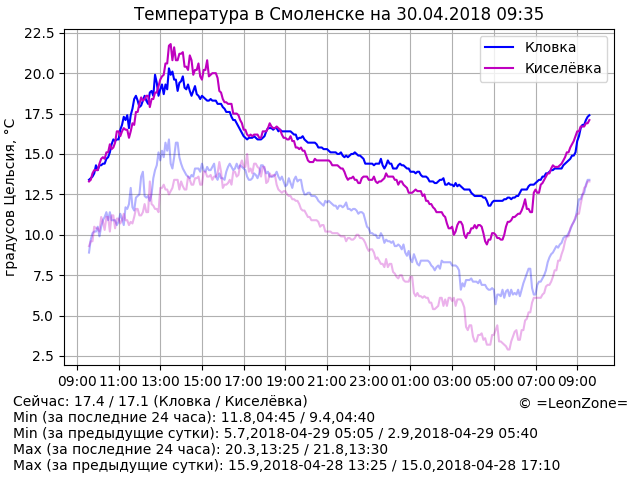 Температура в Смоленске на 30.04.2018 09:35
Кловка
Киселёвка
градусов Цельсия, °C
22.5
20.0
17.5
15.0
12.5
10.0
7.5
5.0
2.5
09:00 11:00 13:00 15:00 17:00 19:00 21:00 23:00 01:00 03:00 05:00 07:00 09:00
Сейчас: 17.4 / 17.1 (Кловка / Киселёвка)
© =LeonZone=
Min (за последние 24 часа): 11.8,04:45 / 9.4,04:40
Min (за предыдущие сутки): 5.7,2018-04-29 05:05 / 2.9,2018-04-29 05:40
Max (за последние 24 часа): 20.3,13:25 / 21.8,13:30
Max (за предыдущие сутки): 15.9,2018-04-28 13:25 / 15.0,2018-04-28 17:10